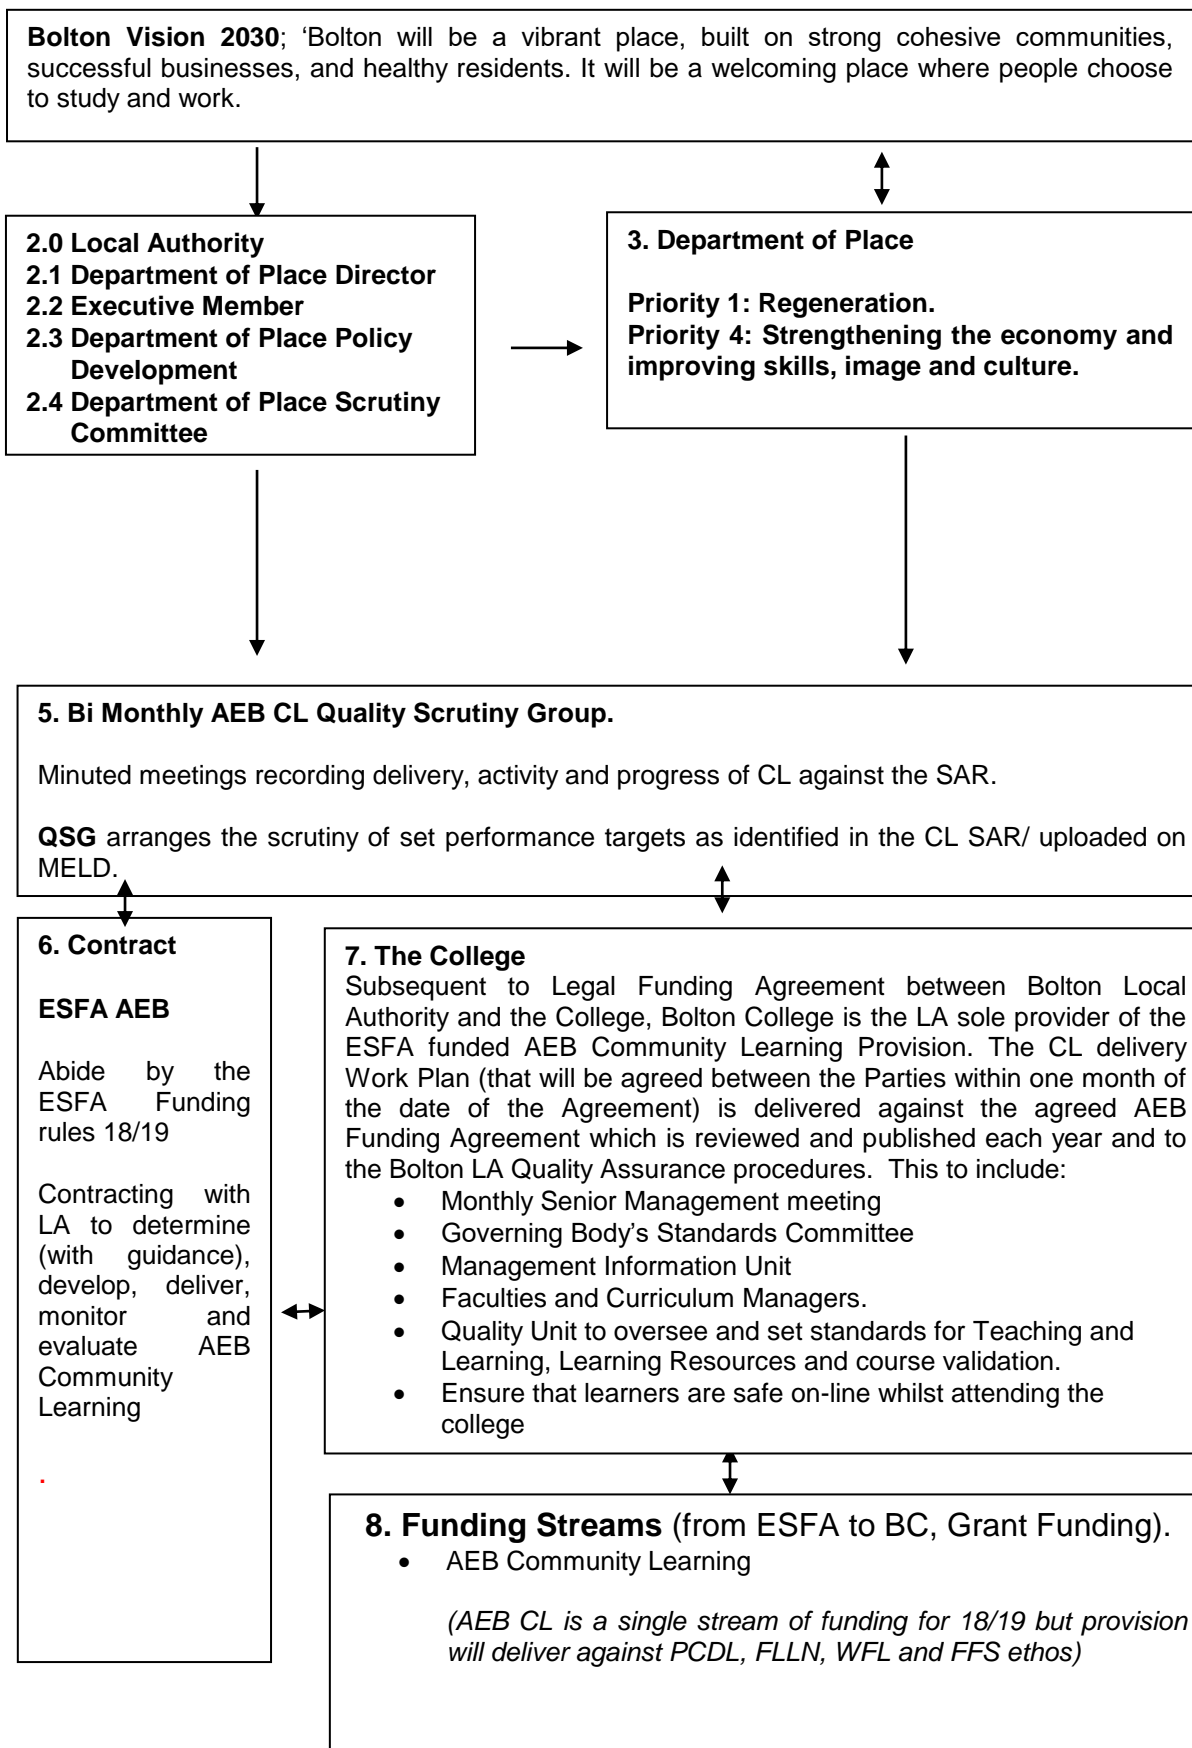 Bolton Vision 2030; ‘Bolton will be a vibrant place, built on strong cohesive communities,
successful businesses, and healthy residents. It will be a welcoming place where people choose
to study and work.
2.0 Local Authority
2.1 Department of Place Director
2.2 Executive Member
2.3 Department of Place Policy
Development
2.4 Department of Place Scrutiny
Committee
3. Department of Place
Priority 1: Regeneration.
Priority 4: Strengthening the economy and
improving skills, image and culture.
5. Bi Monthly AEB CL Quality Scrutiny Group.
Minuted meetings recording delivery, activity and progress of CL against the SAR.
QSG arranges the scrutiny of set performance targets as identified in the CL SAR/ uploaded on
MELD.
6. Contract
ESFA AEB
Abide by the
ESFA Funding
rules 18/19
Contracting with
LA to determine
(with guidance),
develop, deliver,
monitor and
evaluate AEB
Community
Learning
.
7. The College
Subsequent to Legal Funding Agreement between Bolton Local
Authority and the College, Bolton College is the LA sole provider of the
ESFA funded AEB Community Learning Provision. The CL delivery
Work Plan (that will be agreed between the Parties within one month of
the date of the Agreement) is delivered against the agreed AEB
Funding Agreement which is reviewed and published each year and to
the Bolton LA Quality Assurance procedures. This to include:
• Monthly Senior Management meeting
• Governing Body’s Standards Committee
• Management Information Unit
• Faculties and Curriculum Managers.
• Quality Unit to oversee and set standards for Teaching and
Learning, Learning Resources and course validation.
• Ensure that learners are safe on-line whilst attending the
college
8. Funding Streams (from ESFA to BC, Grant Funding).
• AEB Community Learning
(AEB CL is a single stream of funding for 18/19 but provision
will deliver against PCDL, FLLN, WFL and FFS ethos)